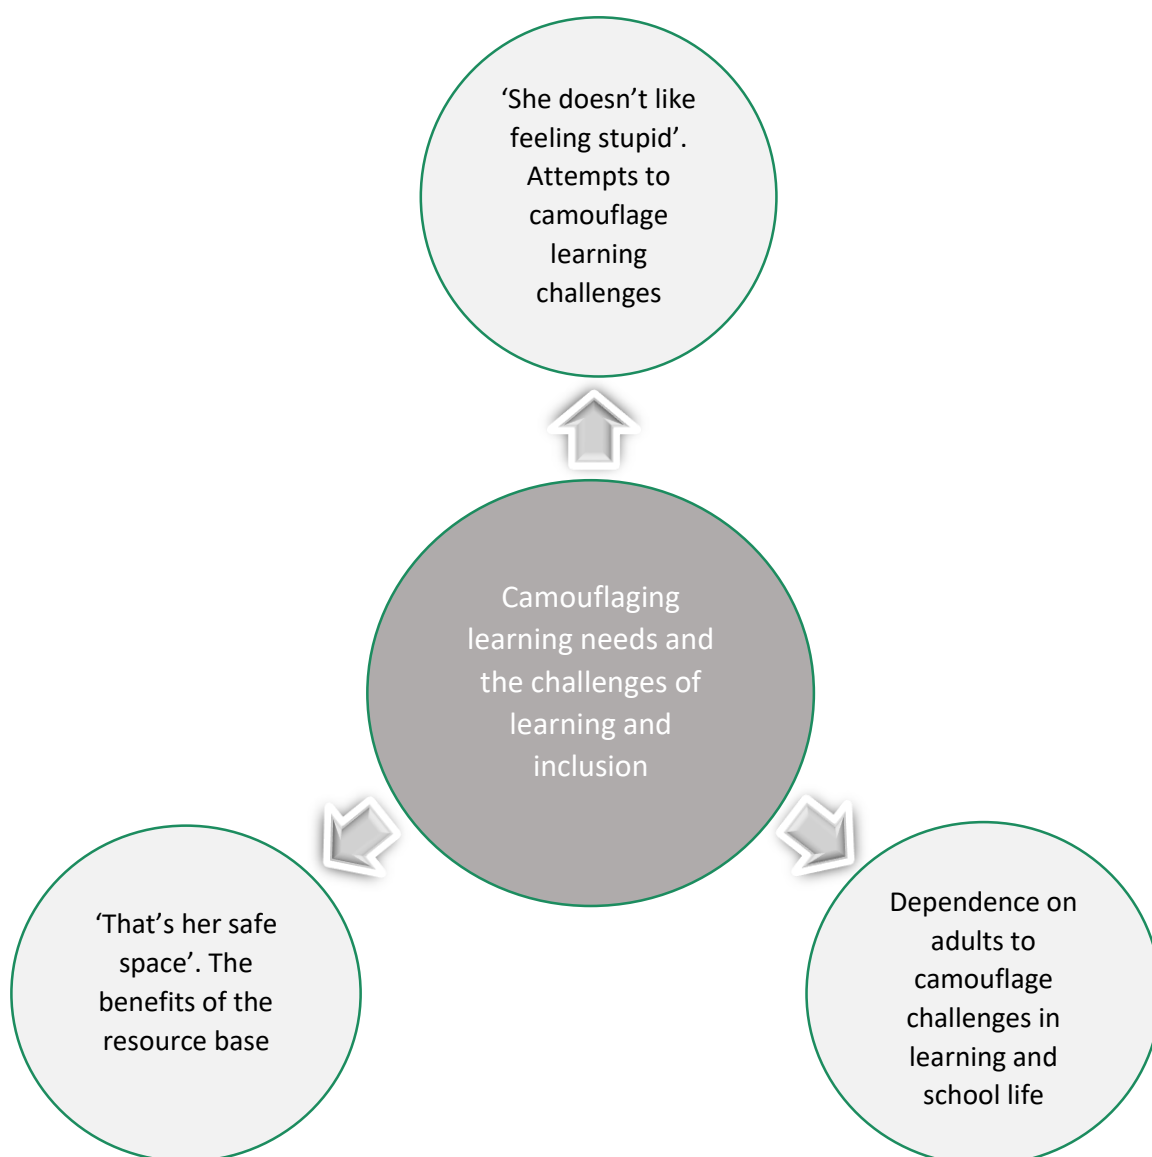 ‘She doesn’t like
feeling stupid’.
Attempts to
camouflage
learning
challenges
Camouflaging
learning needs and
the challenges of
learning and
inclusion
‘That’s her safe
space’. The
benefits of the
resource base
Dependence on
adults to
camouflage
challenges in
learning and
school life